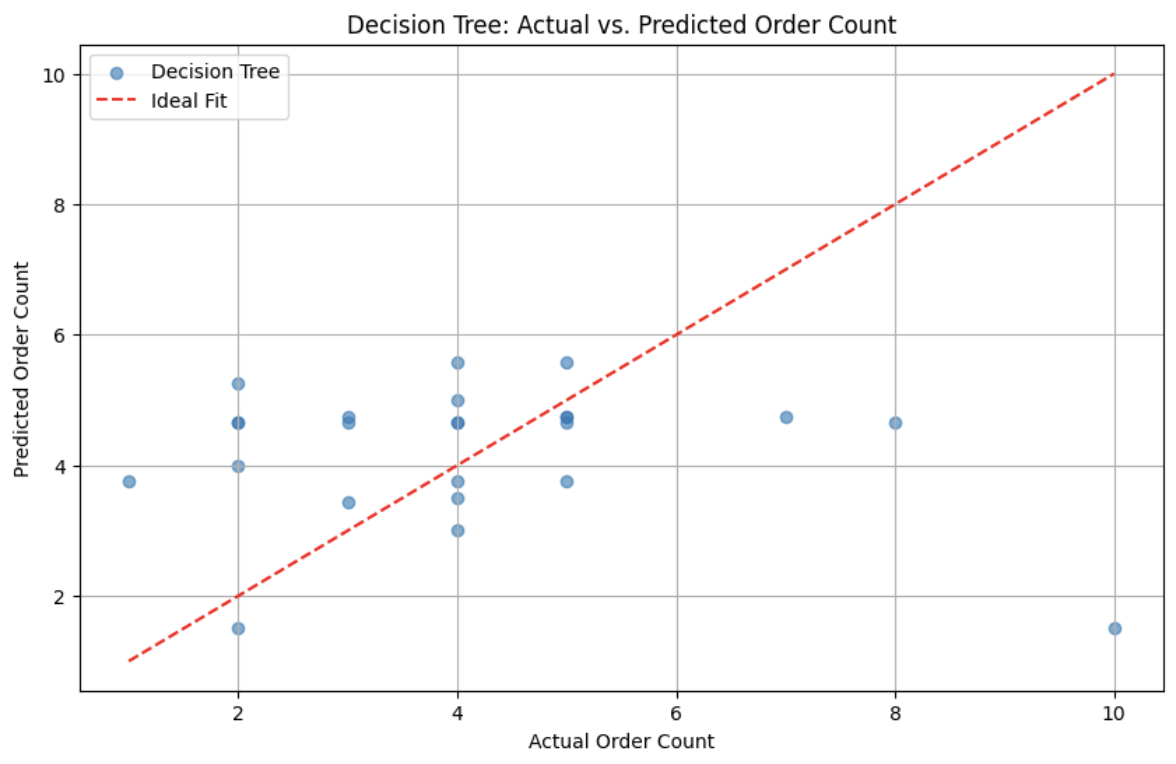 Decision Tree: Actual vs. Predicted Order Count
Decision Tree
Ideal Fit
Predicted Order Count
10
8
6
4
2
2 4 6 8 10
Actual Order Count